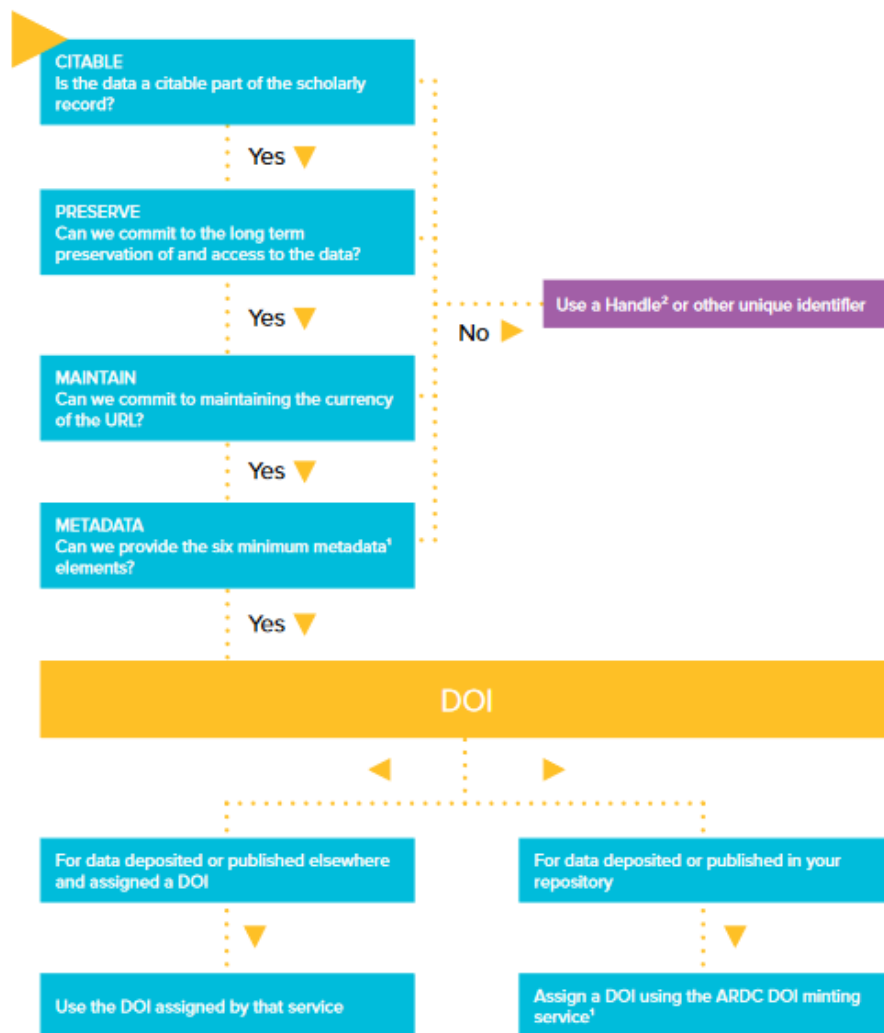 CITABLE
Is the data a citable part of the scholarly
record?
Yes
PRESERVE
Can we commit to the long term
preservation of and access to the data?
Use a Handle² or other unique identifier
Yes
No
MAINTAIN
Can we commit to maintaining the currency
of the URL?
Yes
METADATA
Can we provide the six minimum metadata¹
elements?
Yes
DOI
For data deposited or published elsewhere
and assigned a DOI
For data deposited or published in your
repository
Use the DOI assigned by that service
Assign a DOI using the ARDC DOI minting
service¹